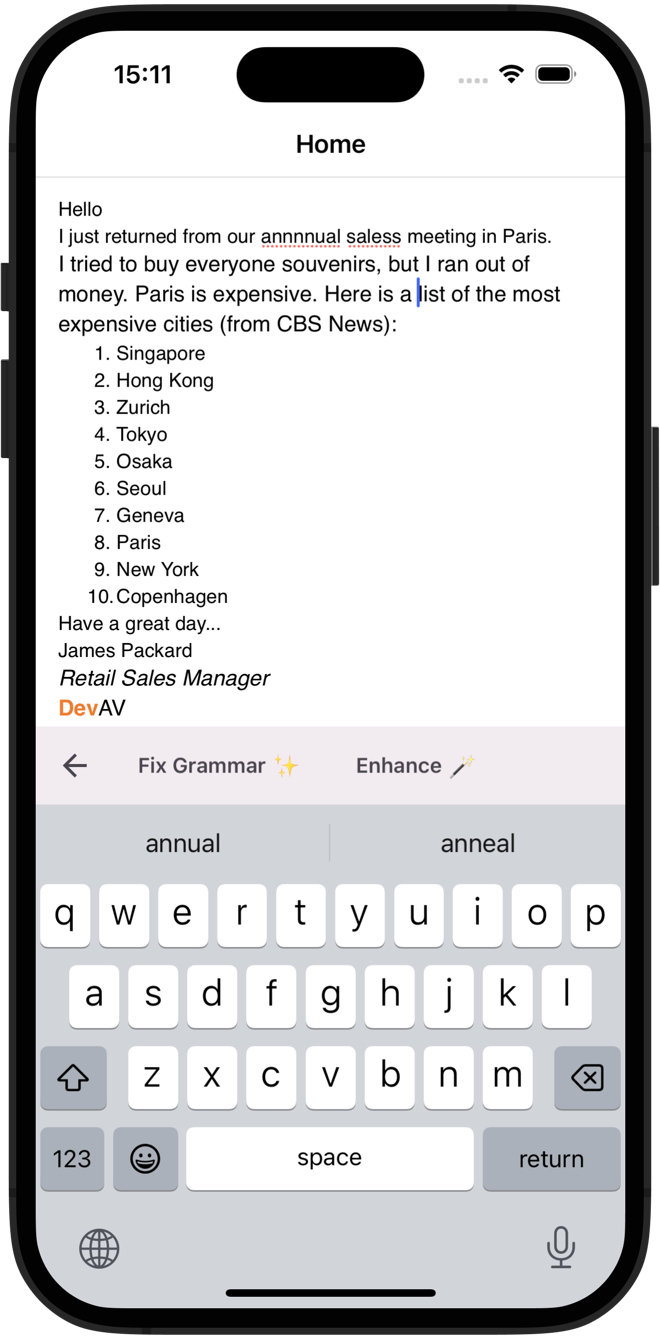 15:11
Home
Hello
I just returned from our annnnual saless meeting in Paris.
I tried to buy everyone souvenirs, but I ran out of
money. Paris is expensive. Here is a list of the most
expensive cities (from CBS News):
1. Singapore
2. Hong Kong
3. Zurich
4. Tokyo
5. Osaka
6. Seoul
7. Geneva
8. Paris
9. New York
10. Copenhagen
Have a great day...
James Packard
Retail Sales Manager
DevAV
Fix Grammar ✨ Enhance 🪄
annual anneal
q w e r t y u i o p
a s d f g h j k l
z x c v b n m
123 space return